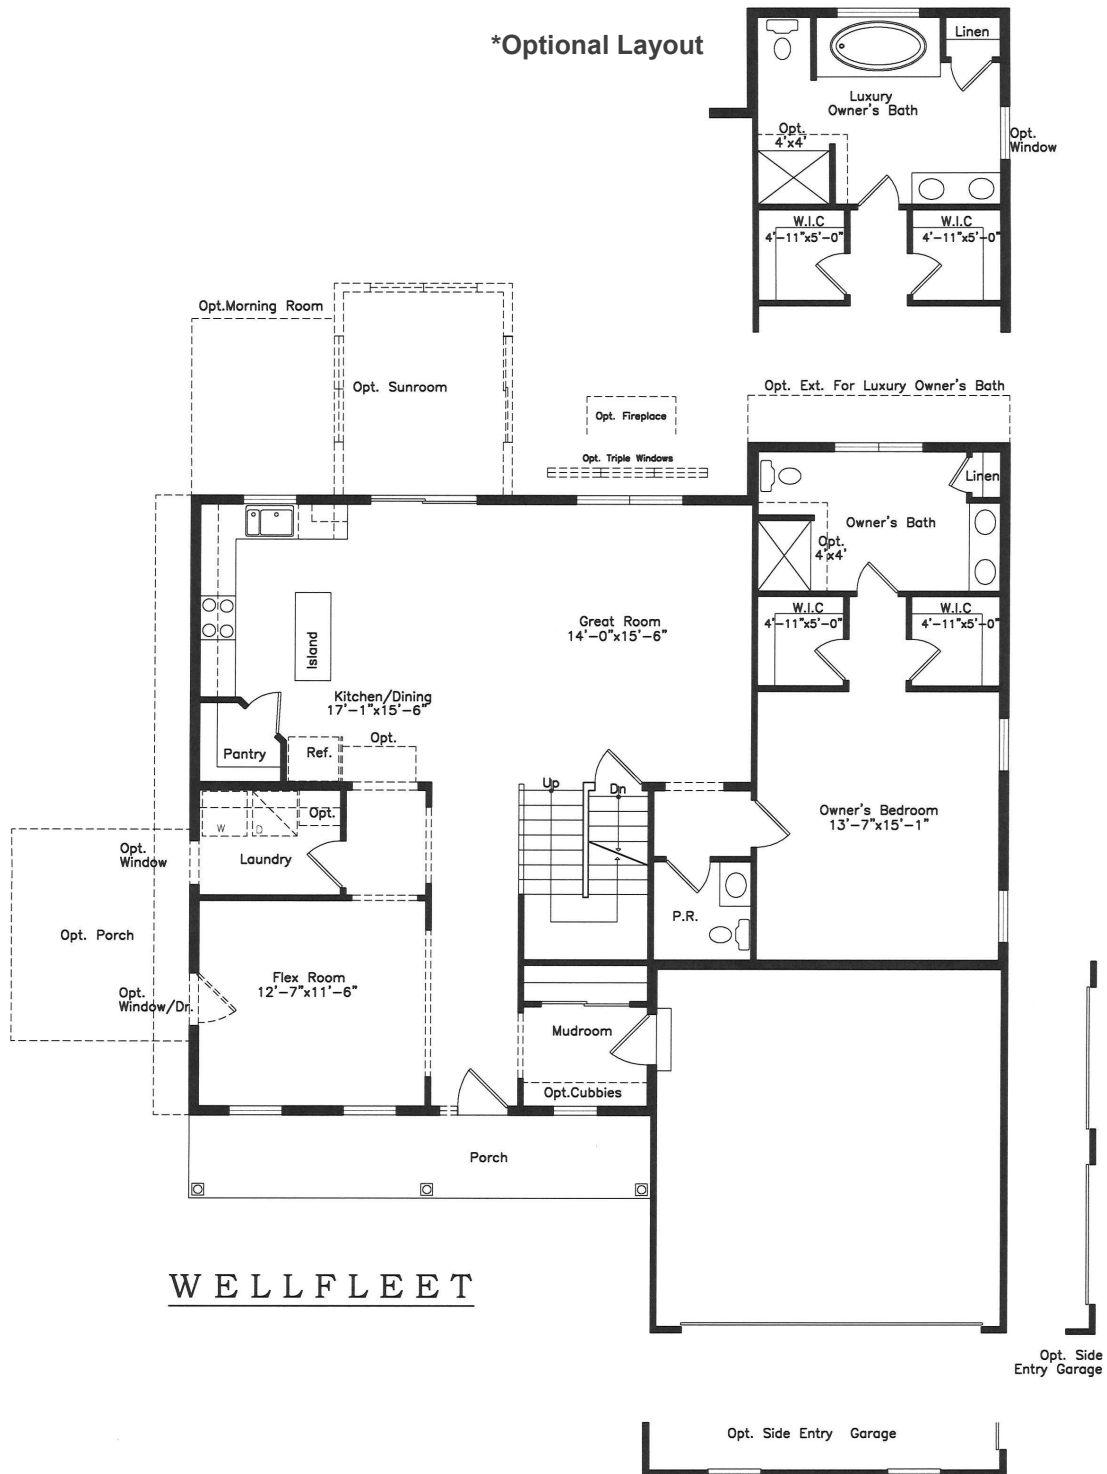 *Optional Layout
Linen
Luxury
Owner's Bath
Opt.
4'x4'
Opt.
Window
W.I.C
4'-11"x5'-0"
W.I.C
4'-11"x5'-0"
Opt.Morning Room
Opt. Sunroom
Opt. Fireplace
Opt. Triple Windows
Opt. Ext. For Luxury Owner's Bath
Linen
Owner's Bath
Opt.
4'x4'
W.I.C
4'-11"x5'-0"
W.I.C
4'-11"x5'-0"
Great Room
14'-0"x15'-6"
Island
Kitchen/Dining
17'-1"x15'-6"
Pantry
Ref.
Opt.
Up
Dn
Owner's Bedroom
13'-7"x15'-1"
W
D
Opt.
Laundry
Opt.
Window
P.R.
Opt. Porch
Flex Room
12'-7"x11'-6"
Opt.
Window/Dr.
Mudroom
Opt.Cubbies
Porch
WELLFLEET
Opt. Side
Entry Garage
Opt. Side Entry Garage